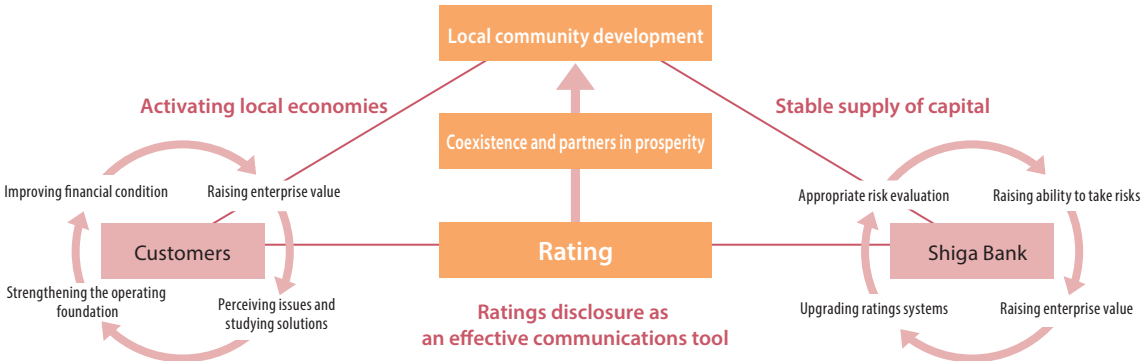 Local community development
Activating local economies
Stable supply of capital
Coexistence and partners in prosperity
Improving financial condition
Raising enterprise value
Appropriate risk evaluation
Raising ability to take risks
Customers
Rating
Shiga Bank
Strengthening the operating
foundation
Perceiving issues and
studying solutions
Upgrading ratings systems
Raising enterprise value
Ratings disclosure as
an effective communications tool